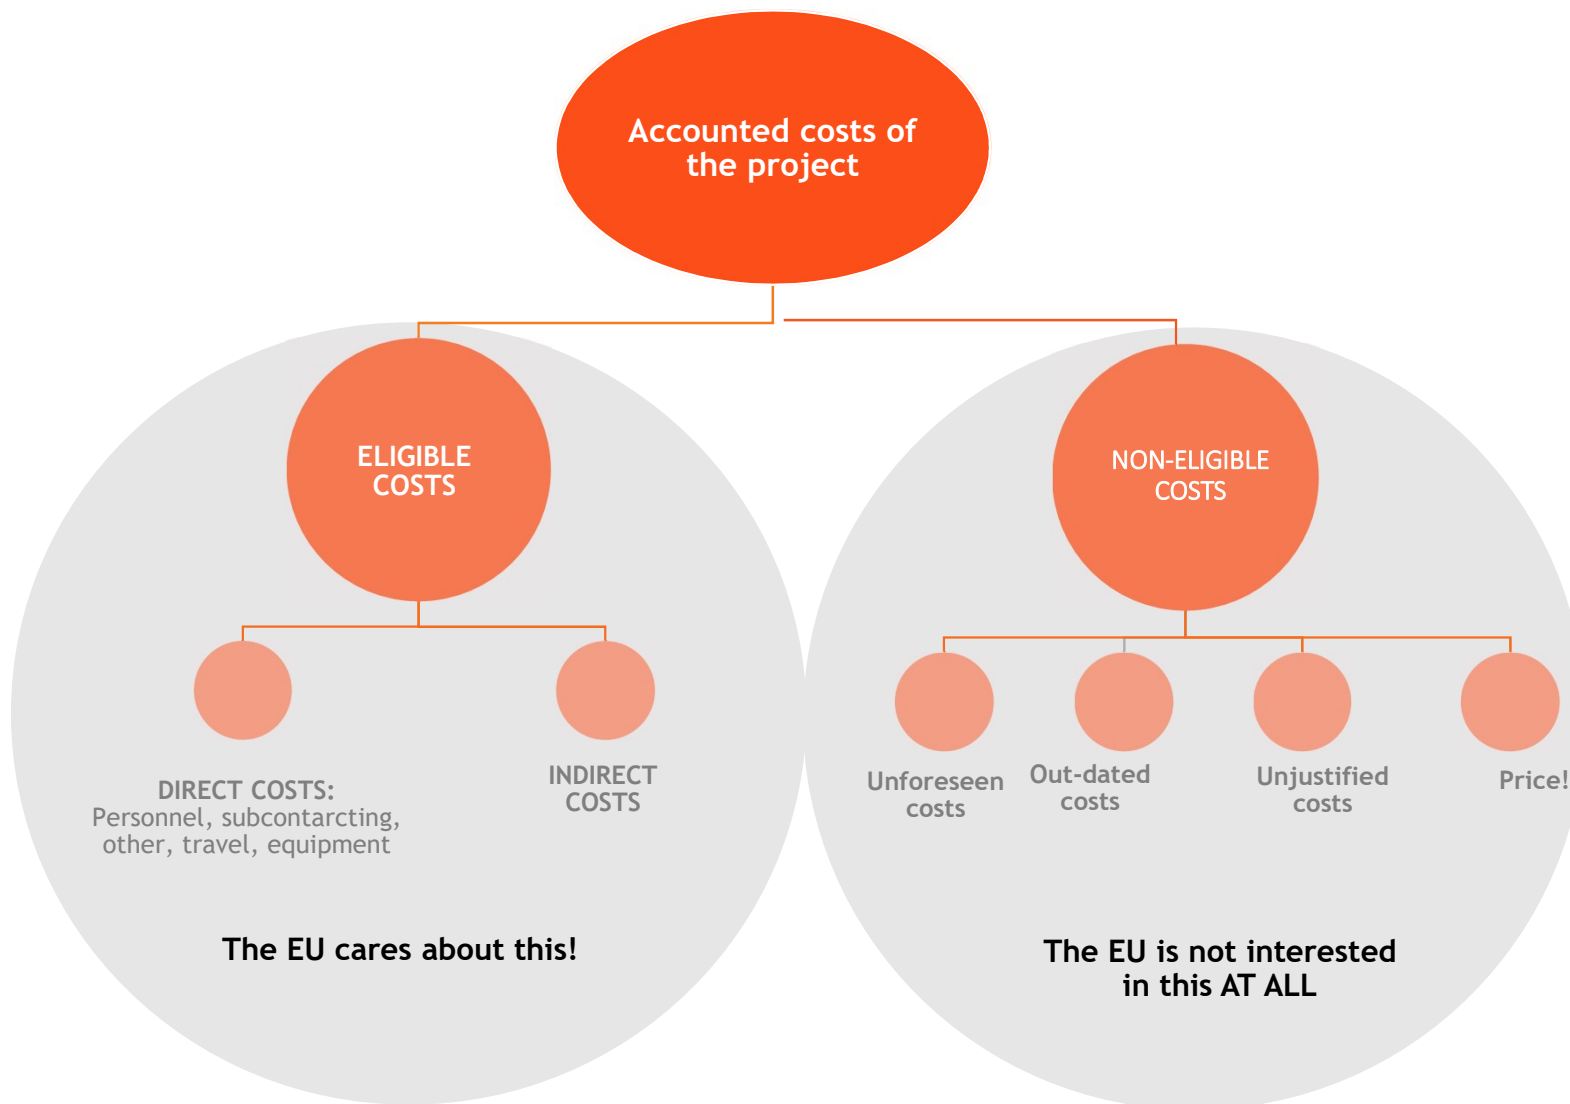 Accounted costs of
the project
ELIGIBLE
COSTS
NON-ELIGIBLE
COSTS
DIRECT COSTS:
Personnel, subcontarcting,
other, travel, equipment
INDIRECT
COSTS
Unforeseen
costs
Out-dated
costs
Unjustified
costs
Price!
The EU cares about this!
The EU is not interested
in this AT ALL